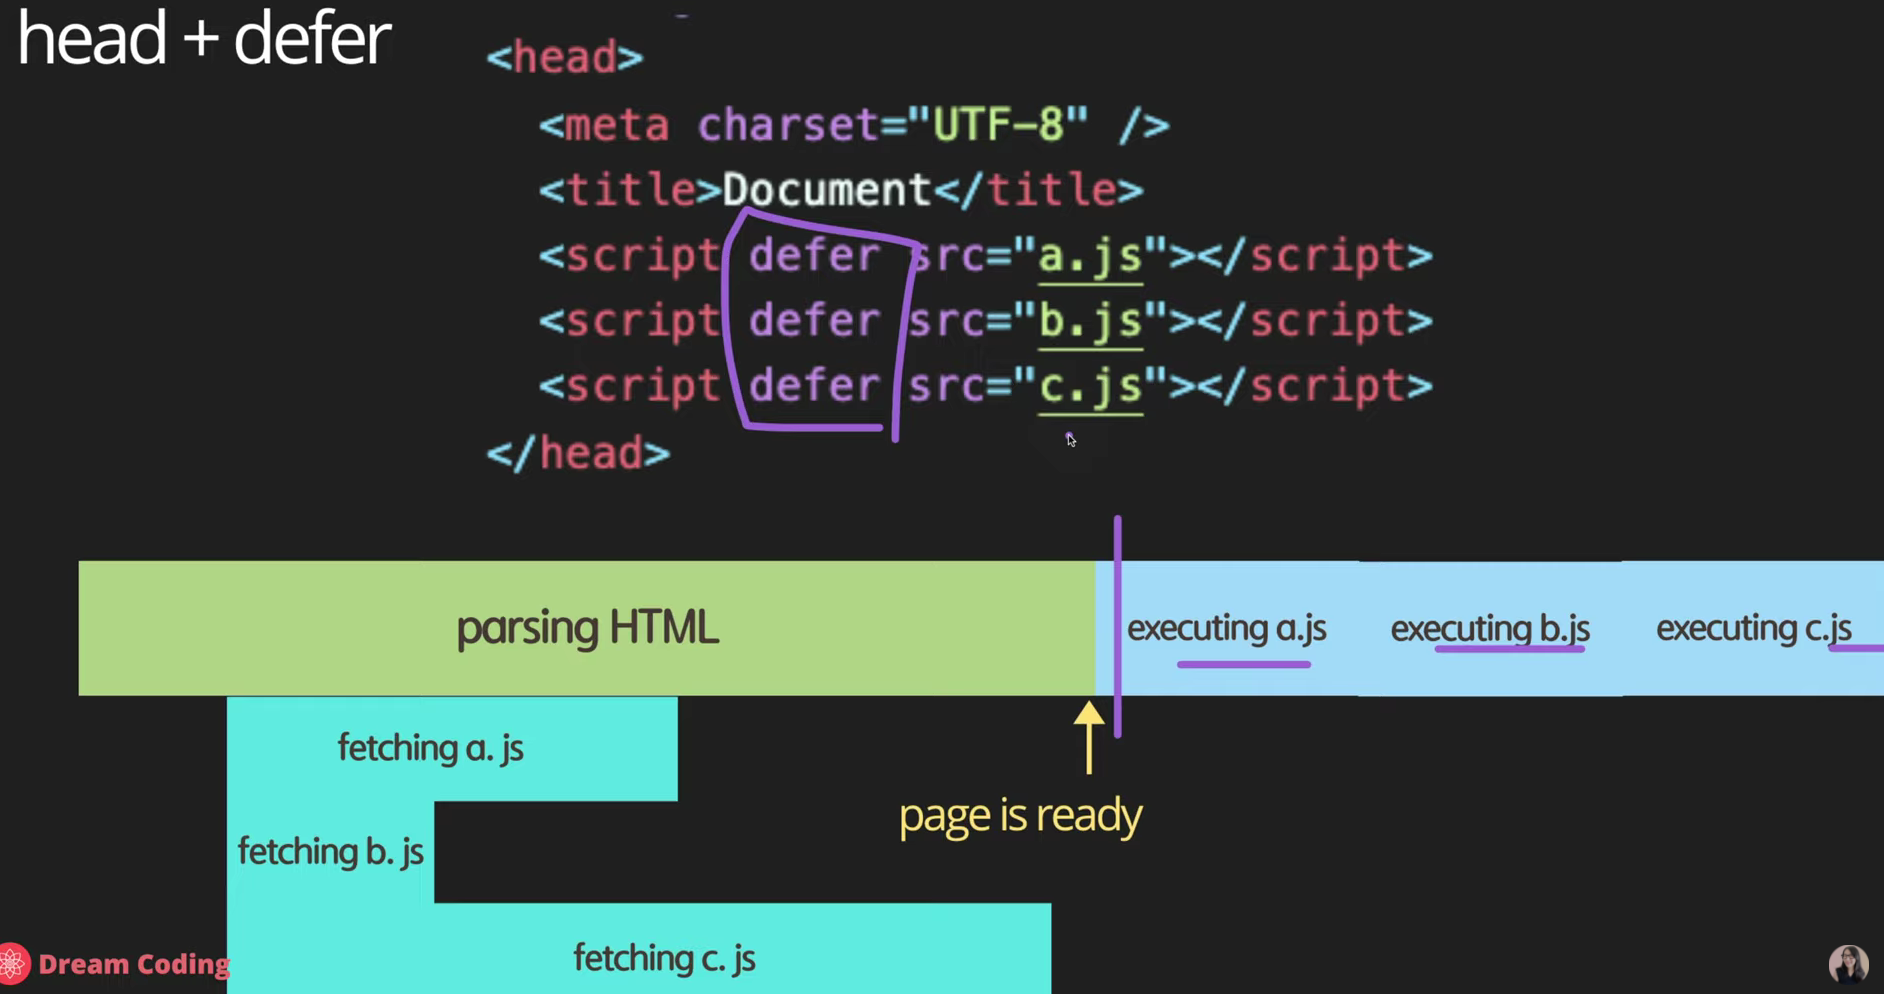 head + defer
<head>
<meta charset="UTF-8" />
<title>Document</title>
<script defer src="a.js"></script>
<script defer src="b.js"></script>
<script defer src="c.js"></script>
</head>
parsing HTML
executing a.js
executing b.js
executing c.js
fetching a. js
page is ready
fetching b. js
fetching c. js
Dream Coding